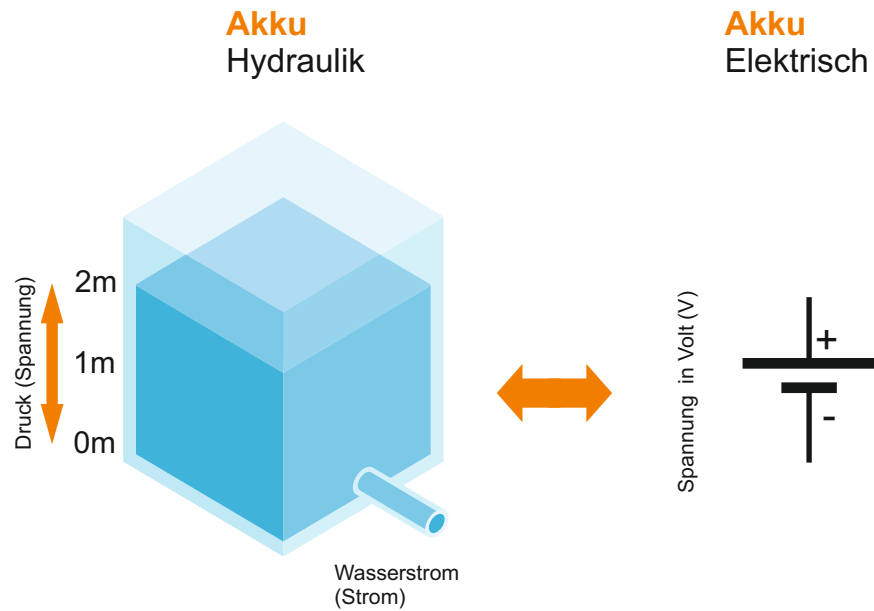 Akku
Hydraulik
Akku
Elektrisch
Druck (Spannung)
2m
1m
0m
Wasserstrom
(Strom)
Spannung in Volt (V)
+
-